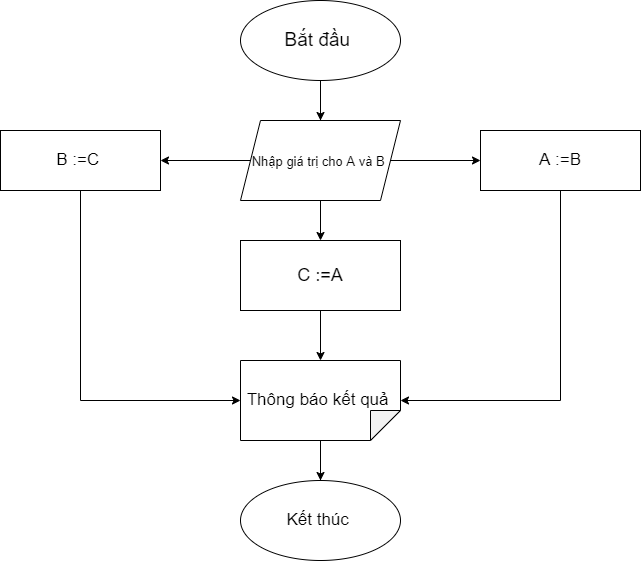 Bắt đầu
Nhập giá trị cho A và B
B :=C
A :=B
C :=A
Thông báo kết quả
Kết thúc